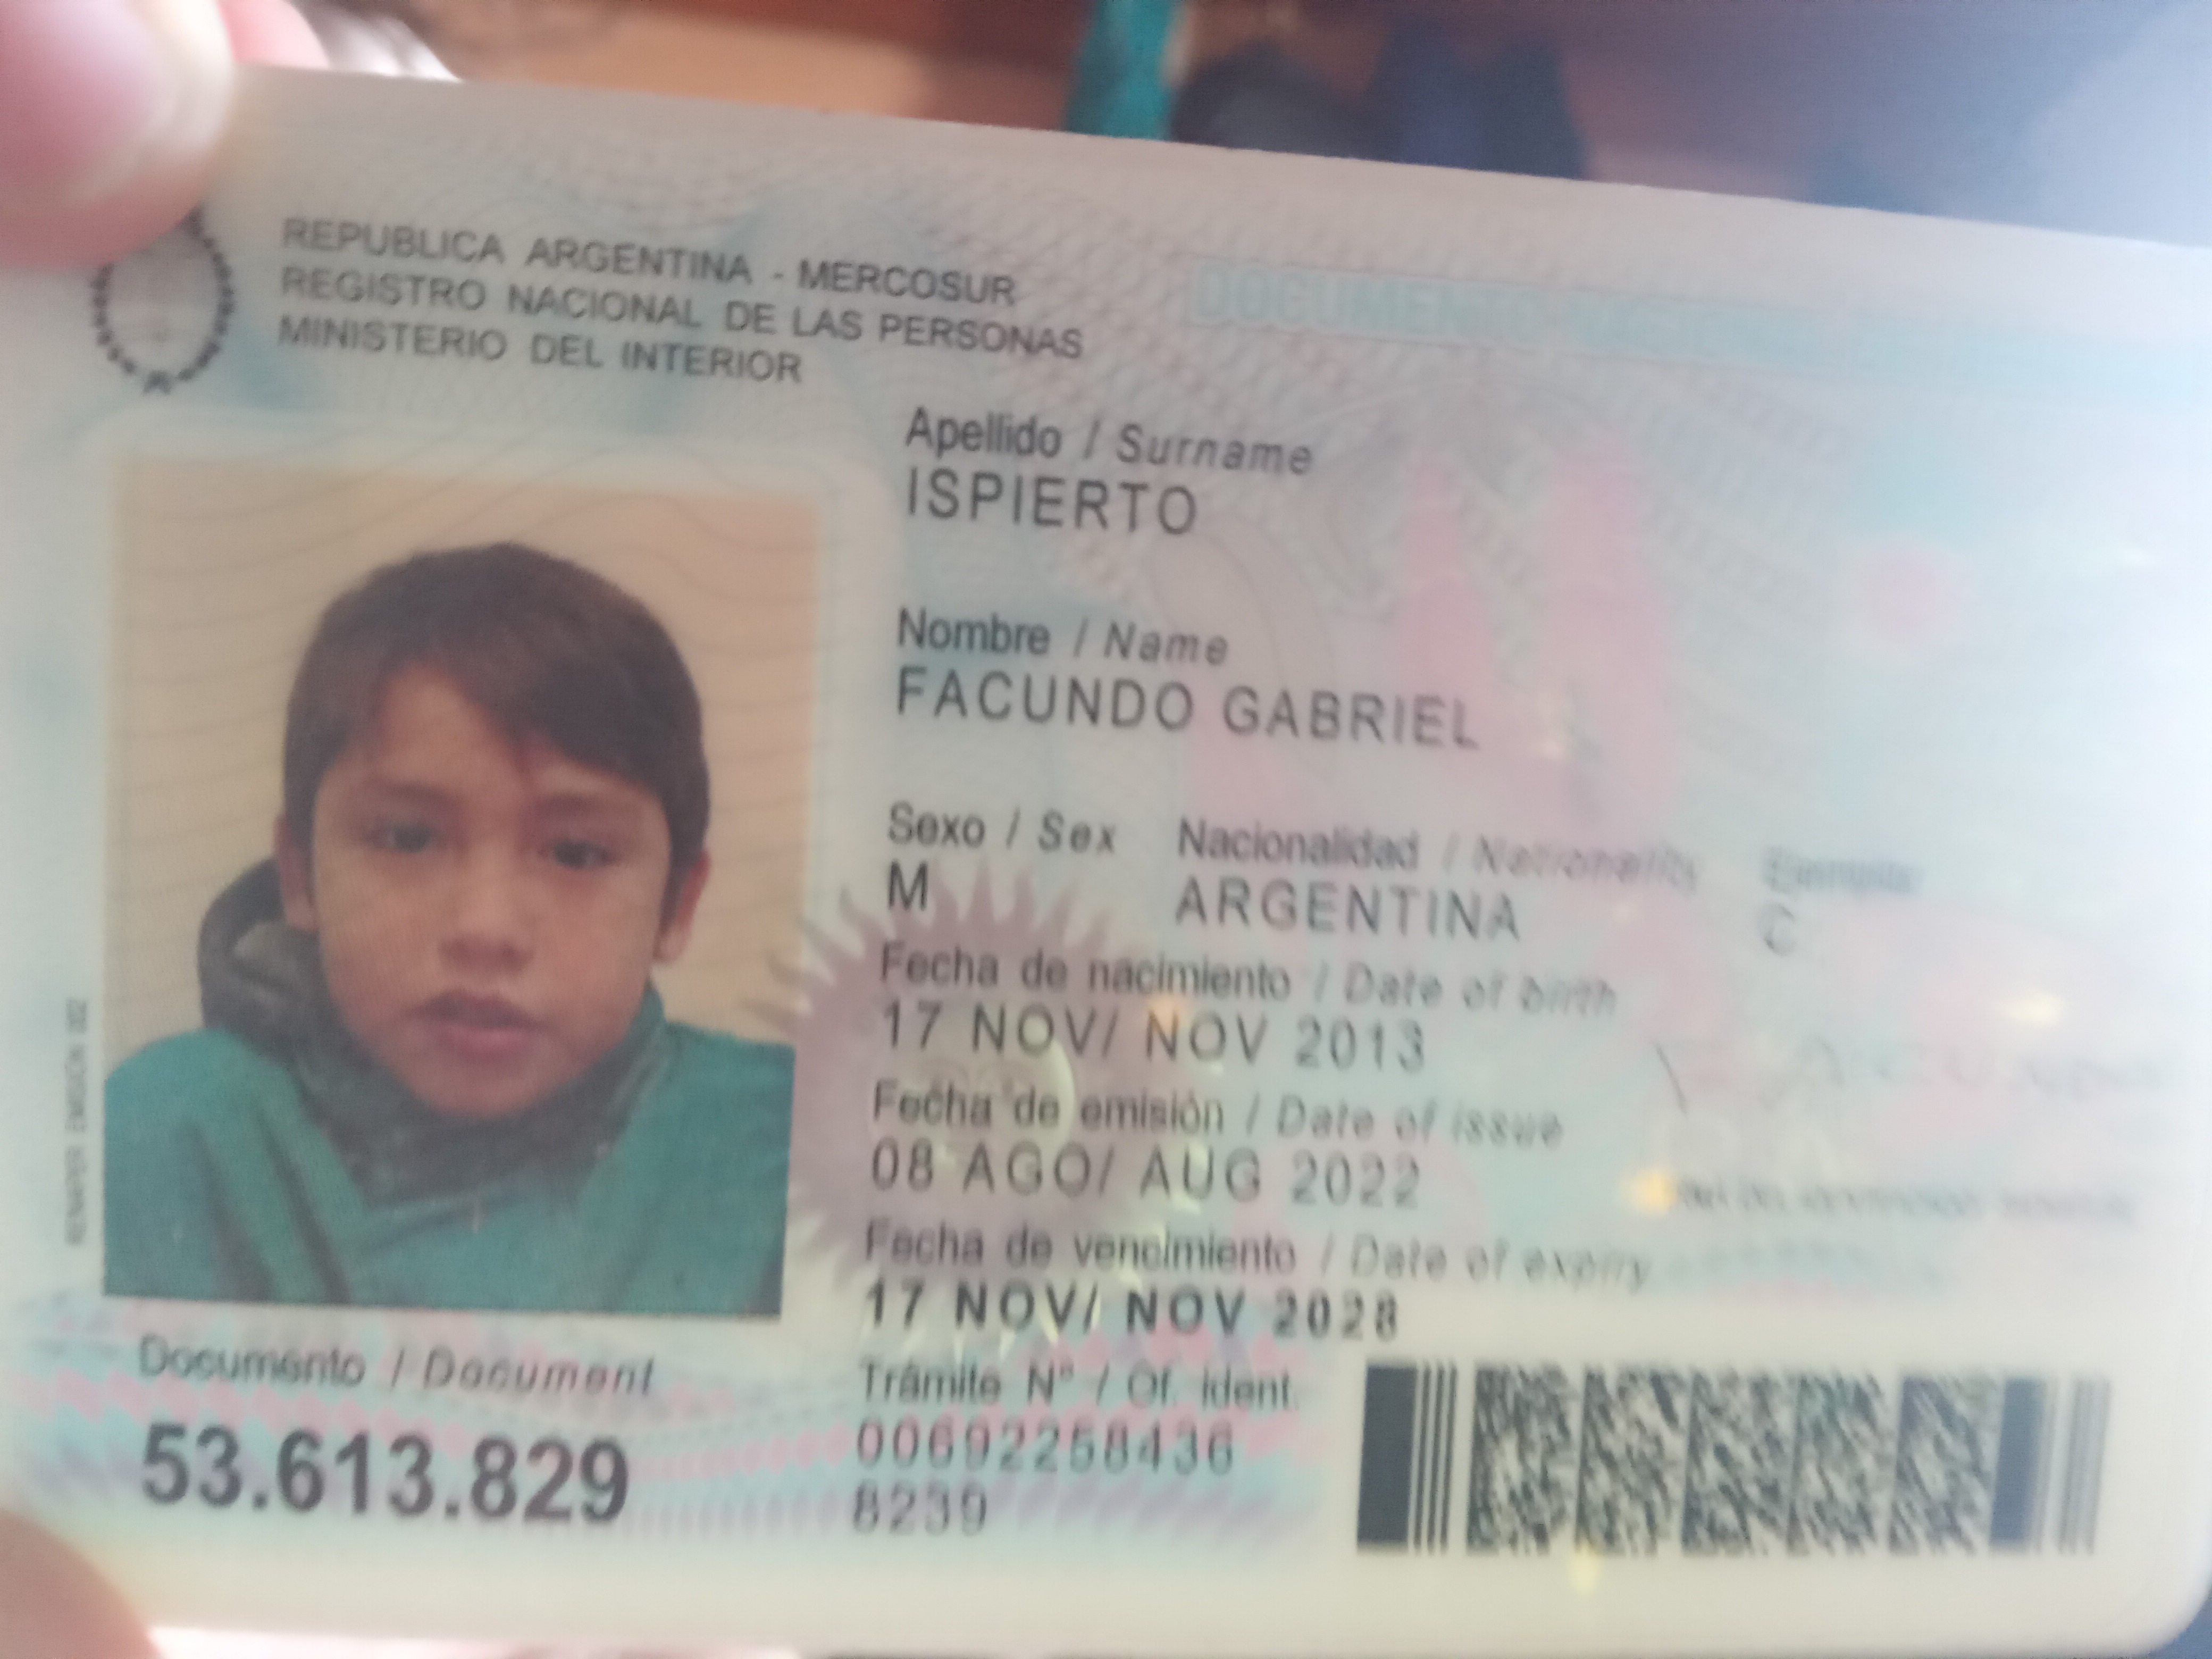 REPUBLICA ARGENTINA - MERCOSUR
REGISTRO NACIONAL DE LAS PERSONAS
MINISTERIO DEL INTERIOR
DOCUMENTO
Apellido / Surname
ISPIERTO
Nombre / Name
FACUNDO GABRIEL
Sexo / Sex Nacionalidad / Nationality Ejemplar
M ARGENTINA C
Fecha de nacimiento / Date of birth
17 NOV/ NOV 2013
Fecha de emisión / Date of issue
08 AGO/ AUG 2022
Fecha de vencimiento / Date of expiry
17 NOV/ NOV 2028
Documento / Document
53.613.829
Trámite Nº / Of. ident.
00692258436
8239